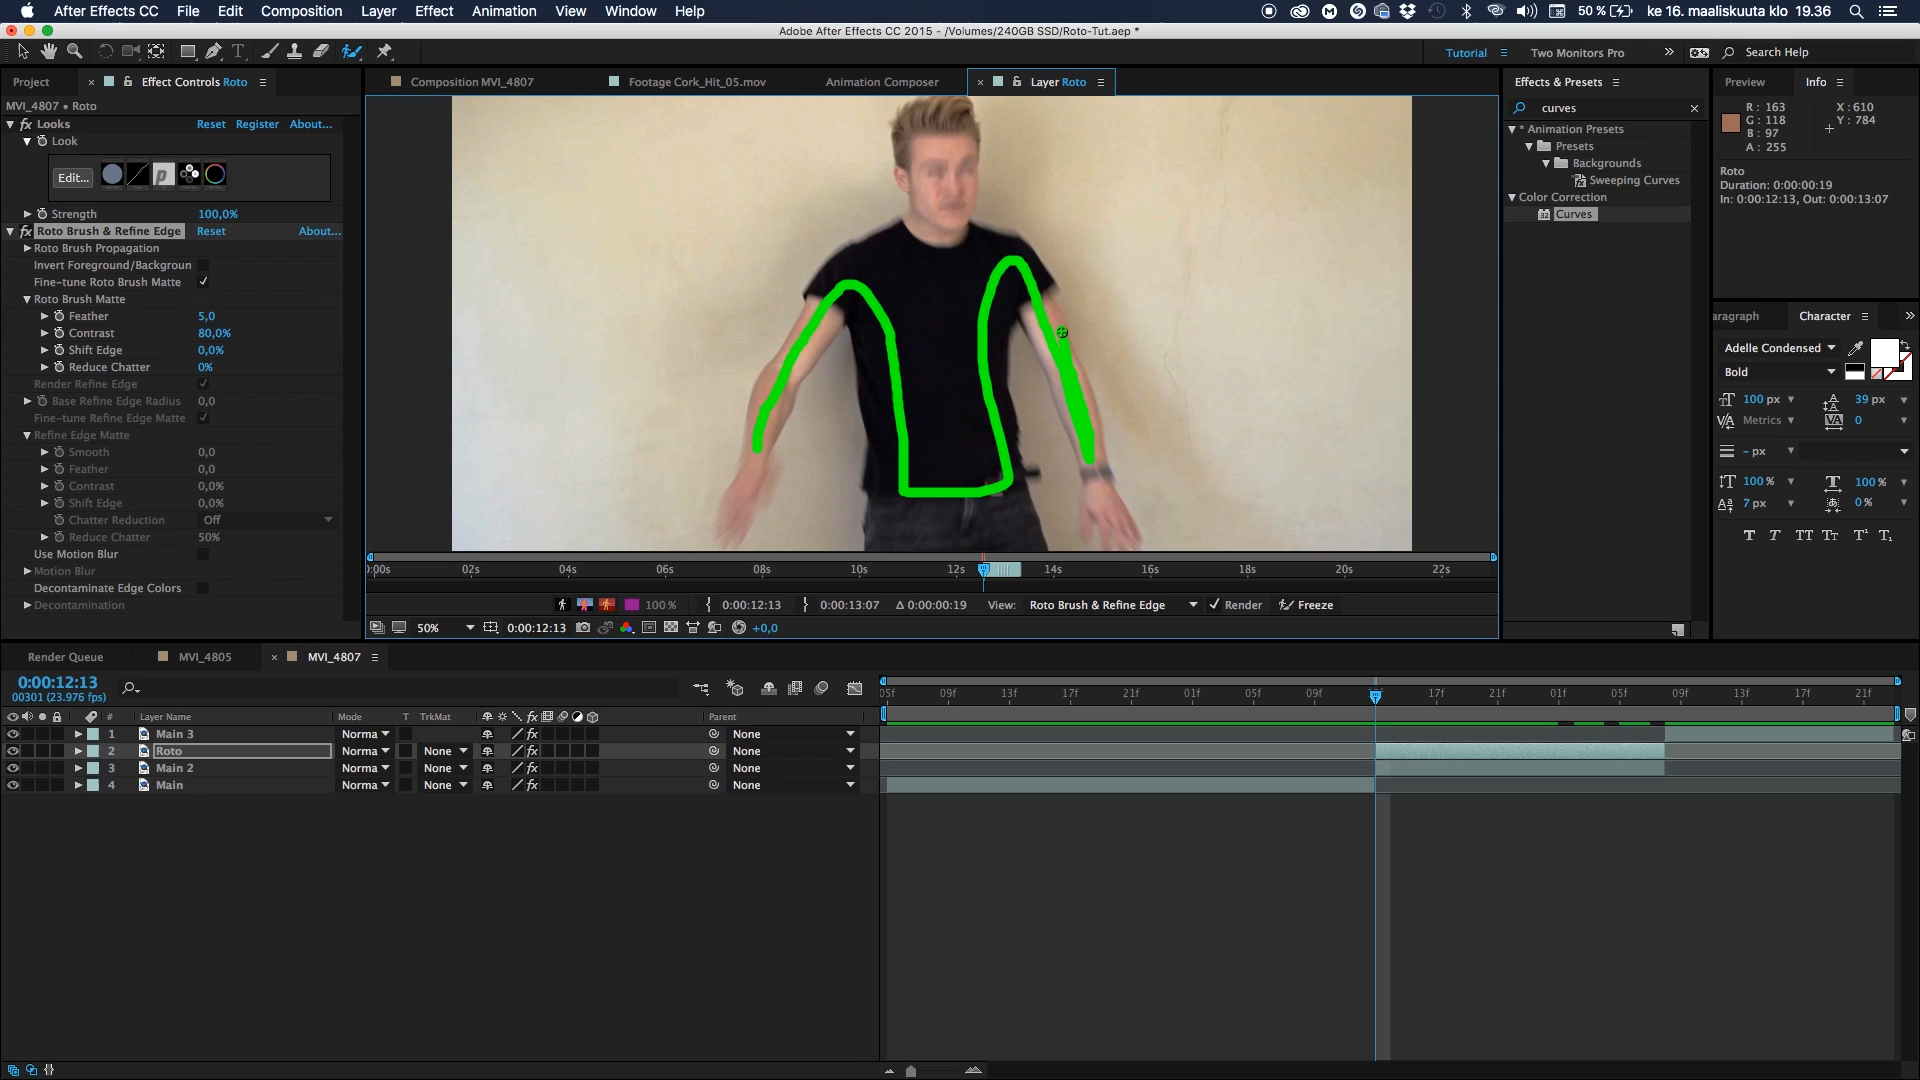 After Effects CC File Edit Composition Layer Effect Animation View Window Help 50 % ke 16. maaliskuuta klo 19.36
Adobe After Effects CC 2015 - /Volumes/240GB SSD/Roto-Tut.aep *
Tutorial Two Monitors Pro Search Help
Project Effect Controls Roto
Composition MVI_4807 Footage Cork_Hit_05.mov Animation Composer Layer Roto
MVI_4807 • Roto
fx Looks Reset Register About...
Look
Edit...
Strength 100,0%
fx Roto Brush & Refine Edge Reset About...
Roto Brush Propagation
Invert Foreground/Backgroun
Fine-tune Roto Brush Matte
Roto Brush Matte
Feather 5,0
Contrast 80,0%
Shift Edge 0,0%
Reduce Chatter 0%
Render Refine Edge
Base Refine Edge Radius 0,0
Fine-tune Refine Edge Matte
Refine Edge Matte
Smooth 0,0
Feather 0,0
Contrast 0,0%
Shift Edge 0,0%
Chatter Reduction Off
Reduce Chatter 50%
Use Motion Blur
Motion Blur
Decontaminate Edge Colors
Decontamination
):00s 02s 04s 06s 08s 10s 12s 14s 16s 18s 20s 22s
100 % 0:00:12:13 0:00:13:07 Δ 0:00:00:19 View: Roto Brush & Refine Edge Render Freeze
50% 0:00:12:13 +0,0
Effects & Presets
curves
* Animation Presets
Presets
Backgrounds
Sweeping Curves
Color Correction
Curves
Preview Info
R : 163 X : 610
G : 118 Y : 784
B : 97
A : 255
Roto
Duration: 0:00:00:19
In: 0:00:12:13, Out: 0:00:13:07
aragraph Character
Adelle Condensed
Bold
100 px 39 px
Metrics 0
- px
100 % 100 %
7 px 0 %
T T TT Tt T¹ T₁
Render Queue MVI_4805 MVI_4807
0:00:12:13
00301 (23.976 fps)
05f 09f 13f 17f 21f 01f 05f 09f 17f 21f 01f 05f 09f 13f 17f 21f
# Layer Name Mode T TrkMat fx Parent
1 Main 3 Norma fx None
2 Roto Norma None fx None
3 Main 2 Norma None fx None
4 Main Norma None fx None